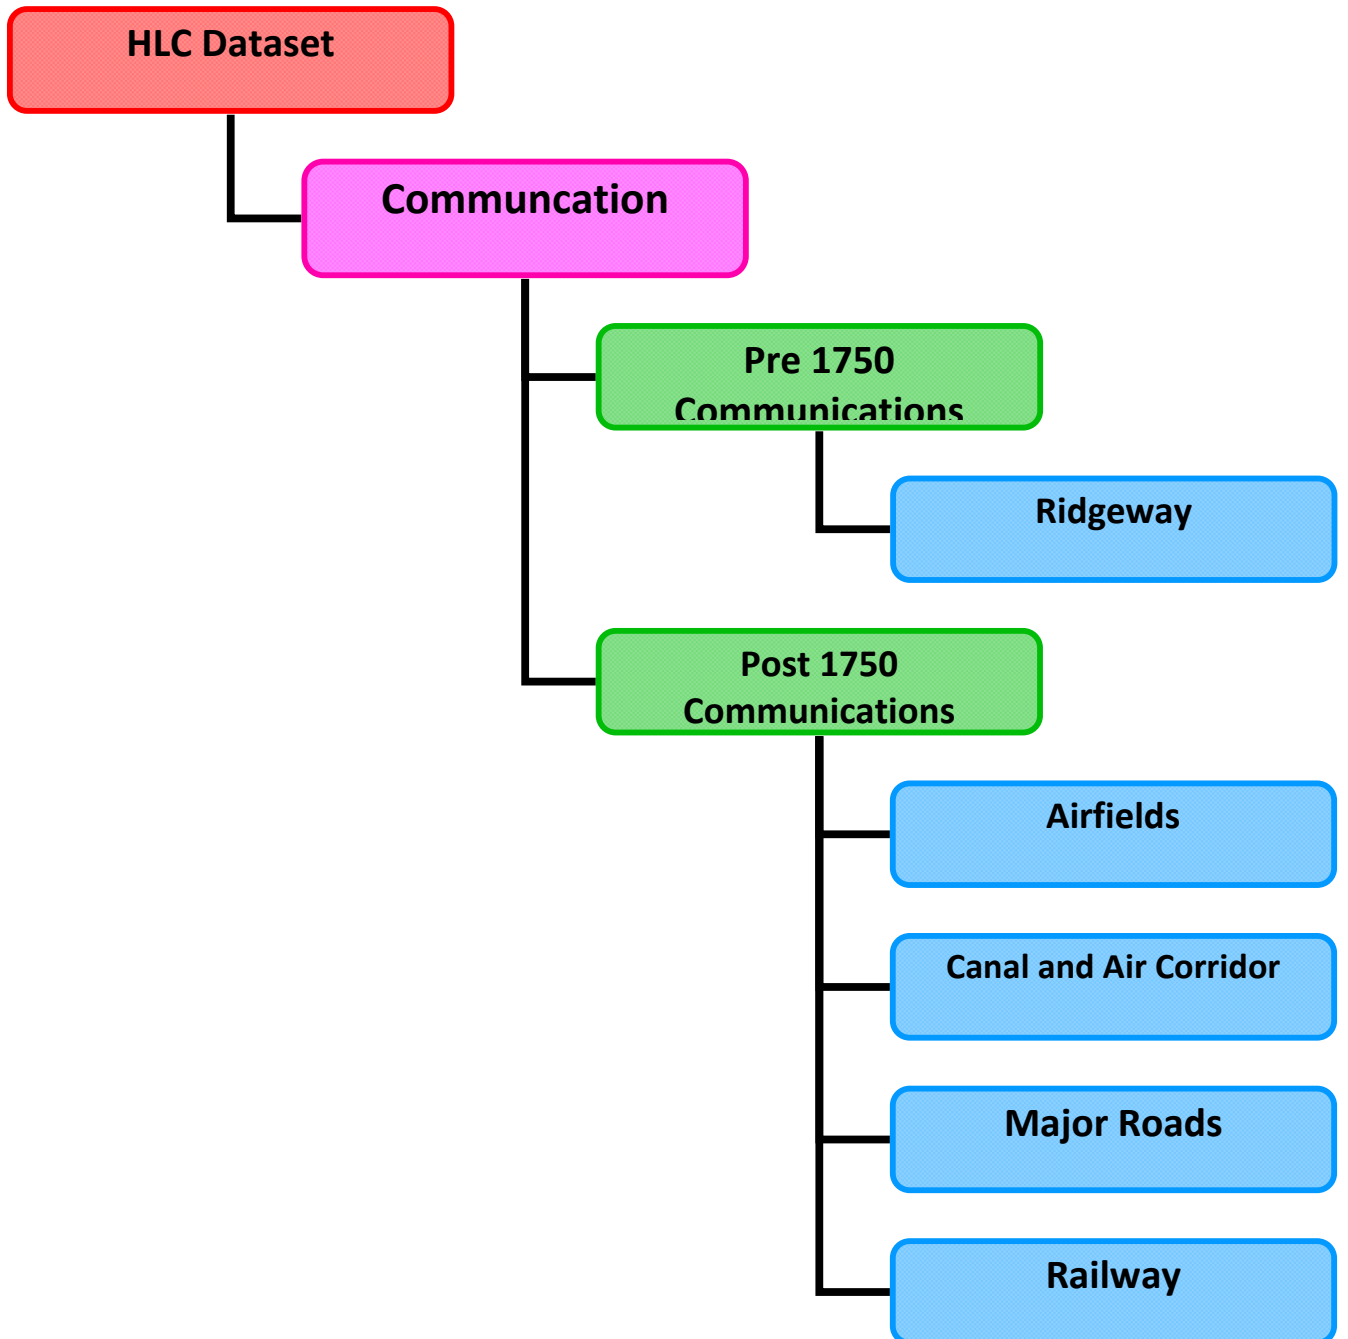 HLC Dataset
Communcation
Pre 1750
Communications
Ridgeway
Post 1750
Communications
Airfields
Canal and Air Corridor
Major Roads
Railway